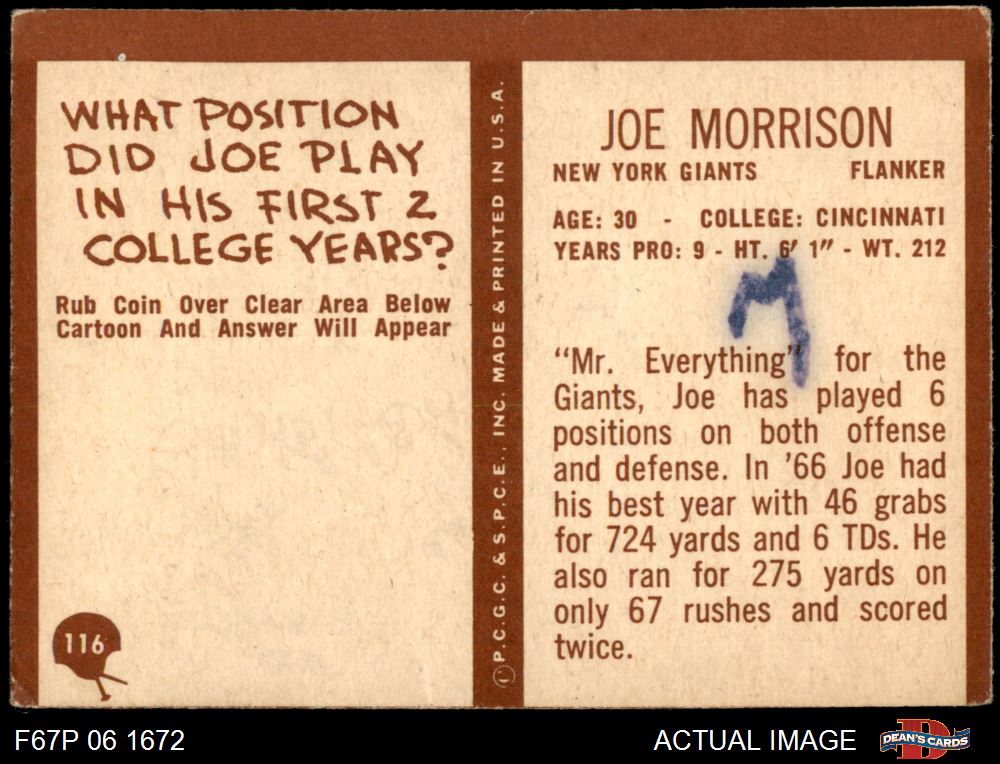 WHAT POSITION
DID JOE PLAY
IN HIS FIRST 2
COLLEGE YEARS?
Rub Coin Over Clear Area Below
Cartoon And Answer Will Appear
116
Ⓒ P.C.G.C. & S.P.C.E., INC. MADE & PRINTED IN U.S.A.
JOE MORRISON
NEW YORK GIANTS FLANKER
AGE: 30 - COLLEGE: CINCINNATI
YEARS PRO: 9 - HT. 6' 1" - WT. 212
M
“Mr. Everything” for the
Giants, Joe has played 6
positions on both offense
and defense. In '66 Joe had
his best year with 46 grabs
for 724 yards and 6 TDs. He
also ran for 275 yards on
only 67 rushes and scored
twice.
F67P 06 1672
ACTUAL IMAGE
D
DEAN'S CARDS